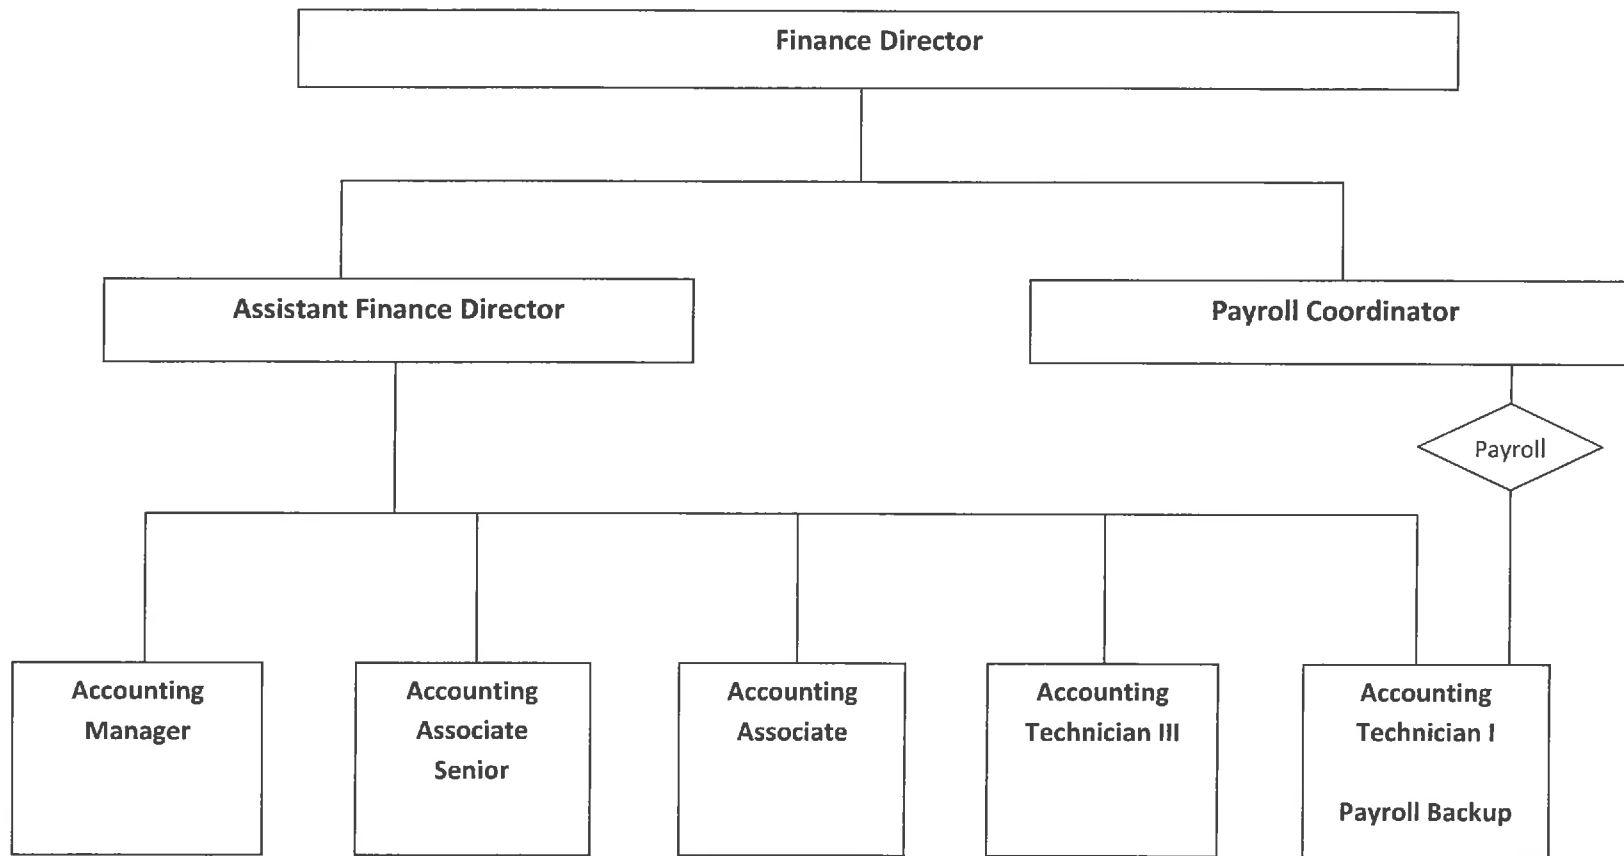 Finance Director
Assistant Finance Director
Payroll Coordinator
Payroll
Accounting
Manager
Accounting
Associate
Senior
Accounting
Associate
Accounting
Technician III
Accounting
Technician I
Payroll Backup